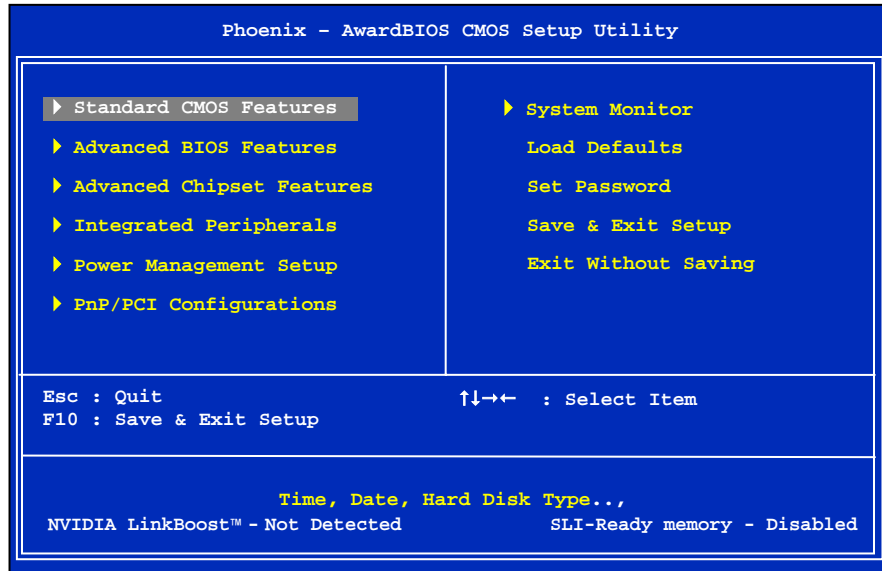 Phoenix – AwardBIOS CMOS Setup Utility
Standard CMOS Features
Advanced BIOS Features
Advanced Chipset Features
Integrated Peripherals
Power Management Setup
PnP/PCI Configurations
System Monitor
Load Defaults
Set Password
Save & Exit Setup
Exit Without Saving
Esc : Quit
F10 : Save & Exit Setup
↑↓→← : Select Item
Time, Date, Hard Disk Type..,
NVIDIA LinkBoost™ – Not Detected
SLI-Ready memory - Disabled